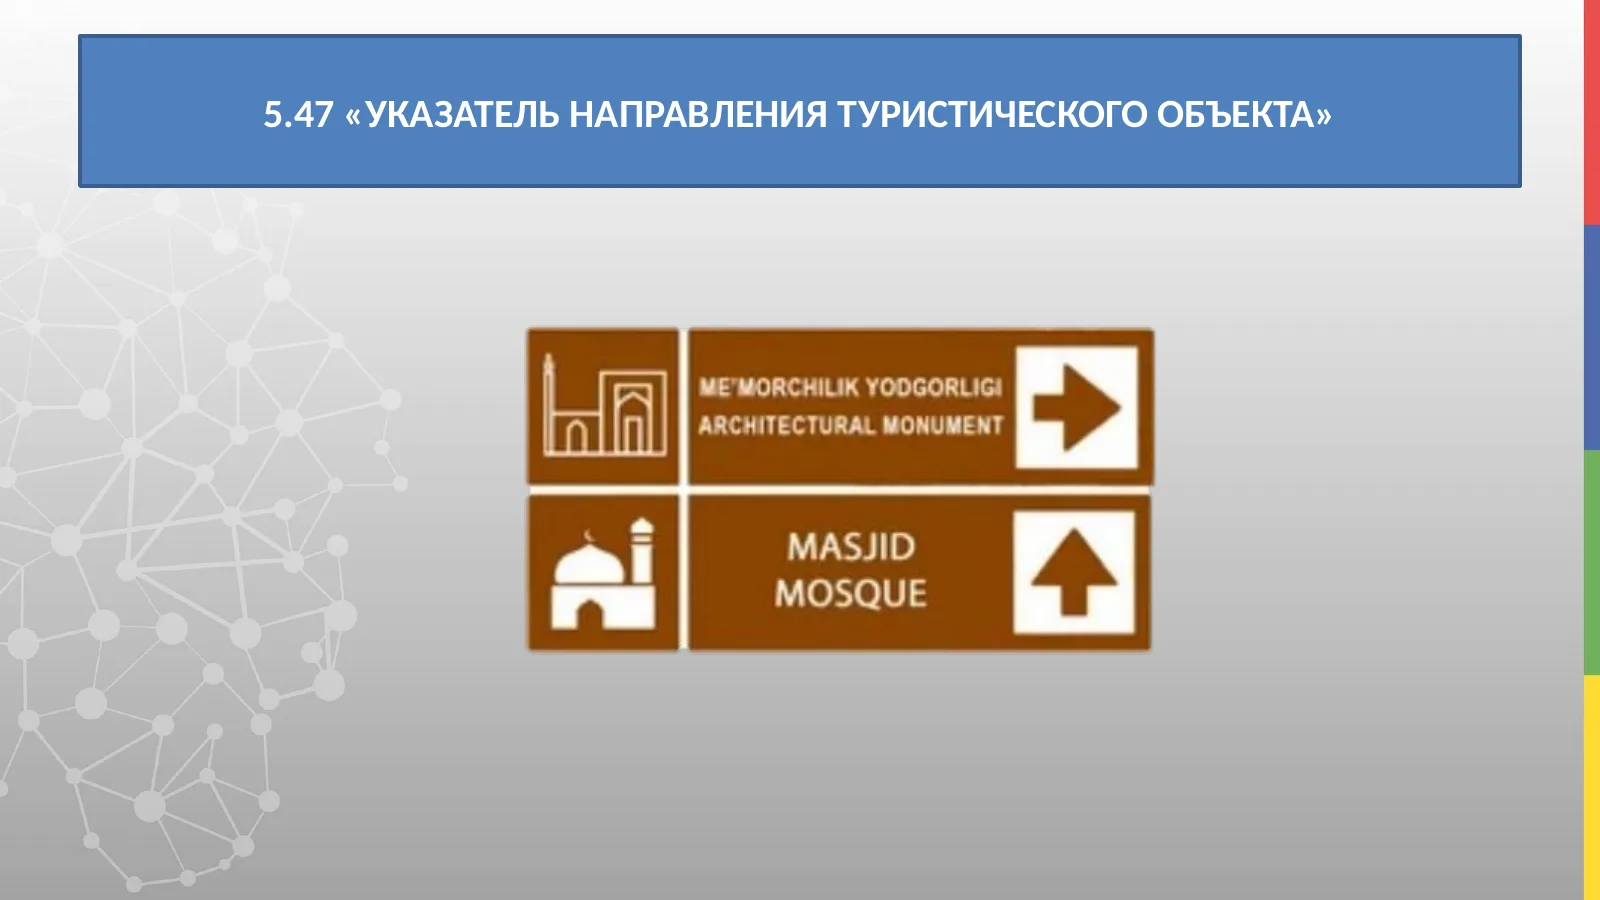 5.47 «УКАЗАТЕЛЬ НАПРАВЛЕНИЯ ТУРИСТИЧЕСКОГО ОБЪЕКТА»
ME'MORCHILIK YODGORLIGI
ARCHITECTURAL MONUMENT
MASJID
MOSQUE